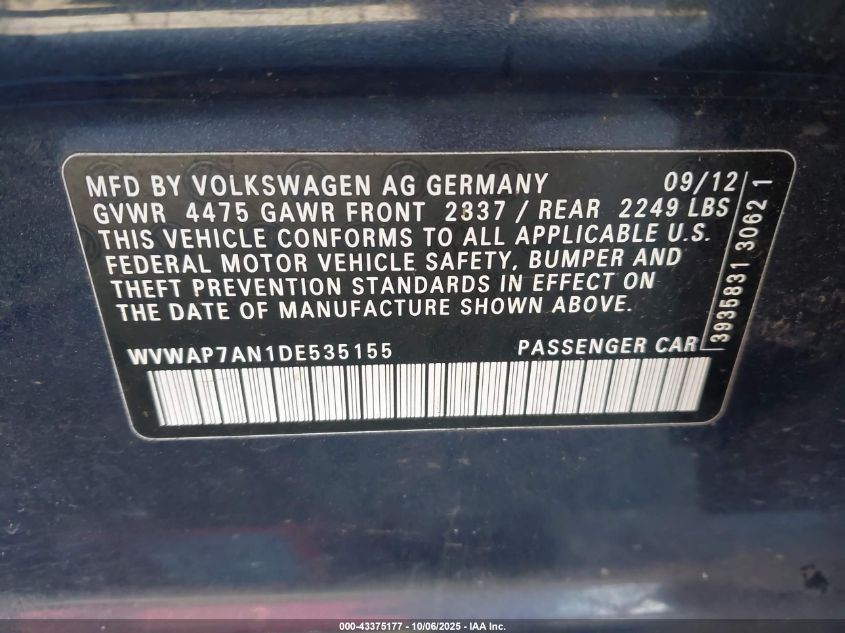 MFD BY VOLKSWAGEN AG GERMANY 09/12
GVWR 4475 GAWR FRONT 2337 / REAR 2249 LBS
THIS VEHICLE CONFORMS TO ALL APPLICABLE U.S.
FEDERAL MOTOR VEHICLE SAFETY, BUMPER AND
THEFT PREVENTION STANDARDS IN EFFECT ON
THE DATE OF MANUFACTURE SHOWN ABOVE.
WVWAP7AN1DE535155 PASSENGER CAR
3935831 3062 1
000-43375177 - 10/06/2025 - IAA Inc.